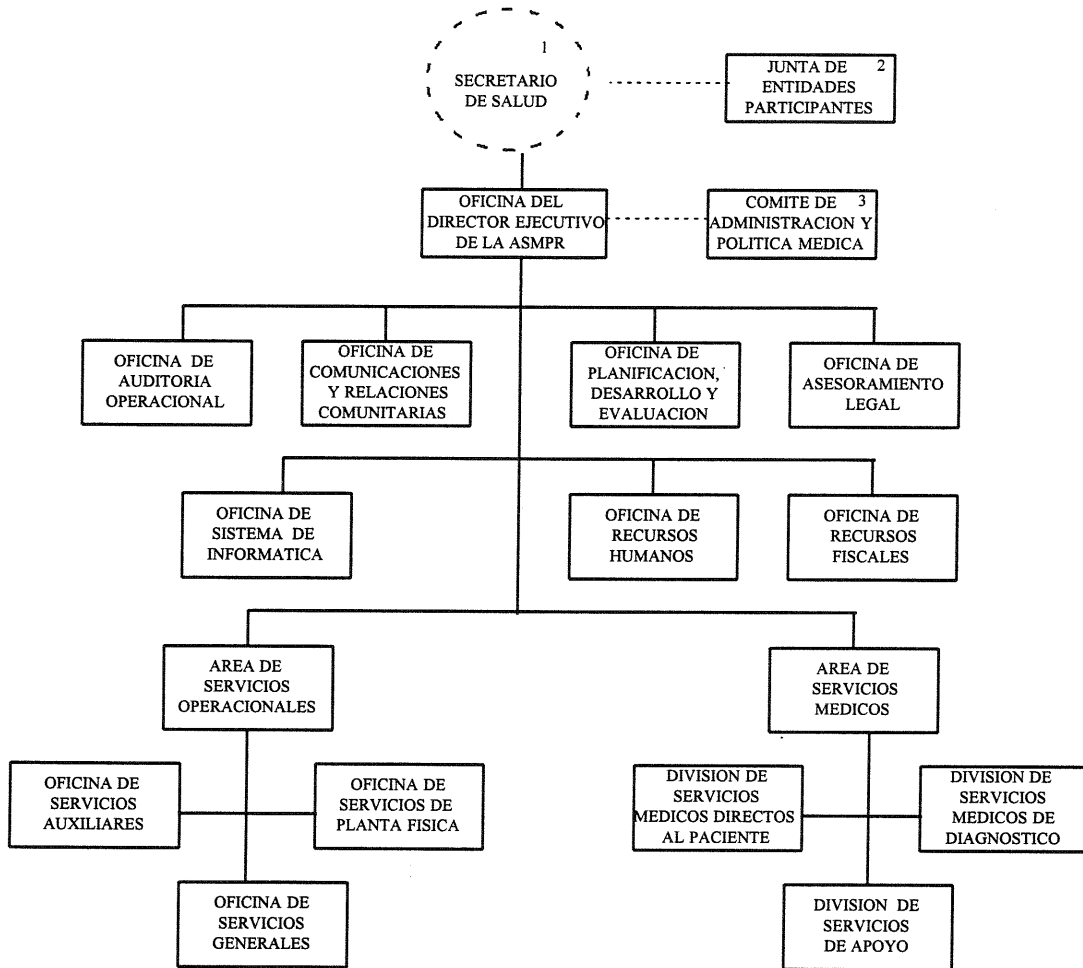 1
SECRETARIO
DE SALUD
JUNTA DE 2
ENTIDADES
PARTICIPANTES
OFICINA DEL
DIRECTOR EJECUTIVO
DE LA ASMPR
COMITE DE 3
ADMINISTRACION Y
POLITICA MEDICA
OFICINA DE
AUDITORIA
OPERACIONAL
OFICINA DE
COMUNICACIONES
Y RELACIONES
COMUNITARIAS
OFICINA DE
PLANIFICACION,
DESARROLLO Y
EVALUACION
OFICINA DE
ASESORAMIENTO
LEGAL
OFICINA DE
SISTEMA DE
INFORMATICA
OFICINA DE
RECURSOS
HUMANOS
OFICINA DE
RECURSOS
FISCALES
AREA DE
SERVICIOS
OPERACIONALES
AREA DE
SERVICIOS
MEDICOS
OFICINA DE
SERVICIOS
AUXILIARES
OFICINA DE
SERVICIOS DE
PLANTA FISICA
DIVISION DE
SERVICIOS
MEDICOS DIRECTOS
AL PACIENTE
DIVISION DE
SERVICIOS
MEDICOS DE
DIAGNOSTICO
OFICINA DE
SERVICIOS
GENERALES
DIVISION DE
SERVICIOS
DE APOYO